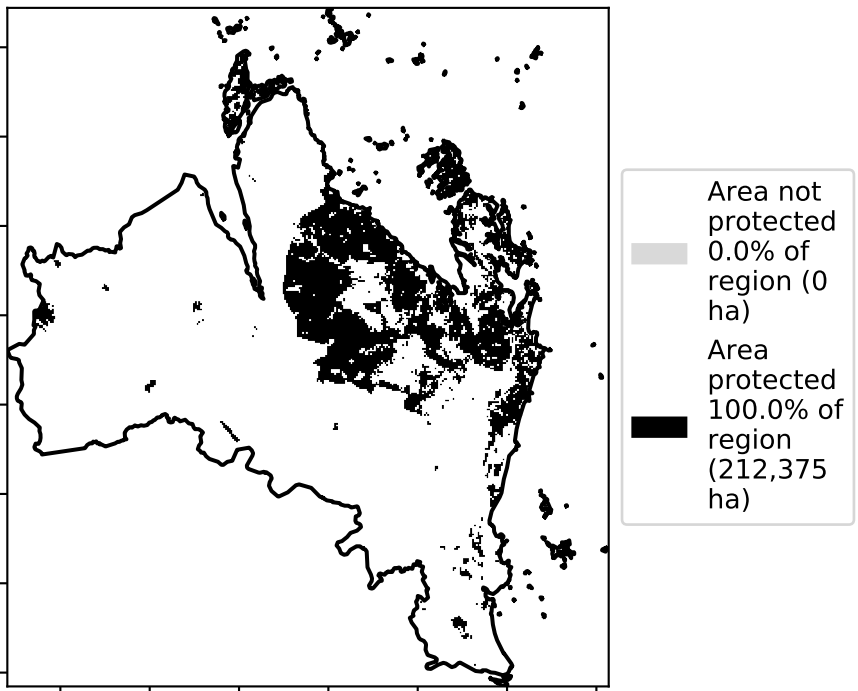 Area not
protected
0.0% of
region (0
ha)
Area
protected
100.0% of
region
(212,375
ha)